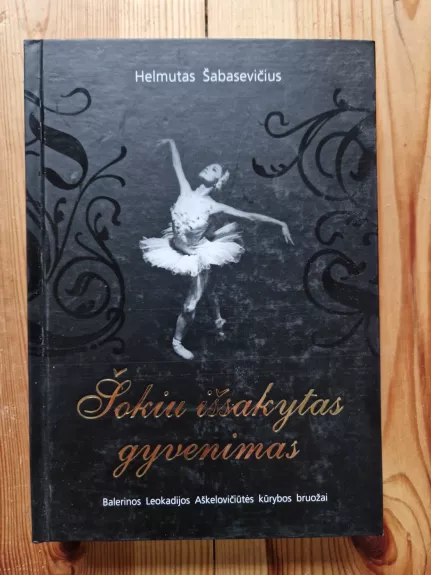 Helmutas Šabasevičius
Šokiu išsakytas
gyvenimas
Balerinos Leokadijos Aškelovičiūtės kūrybos bruožai